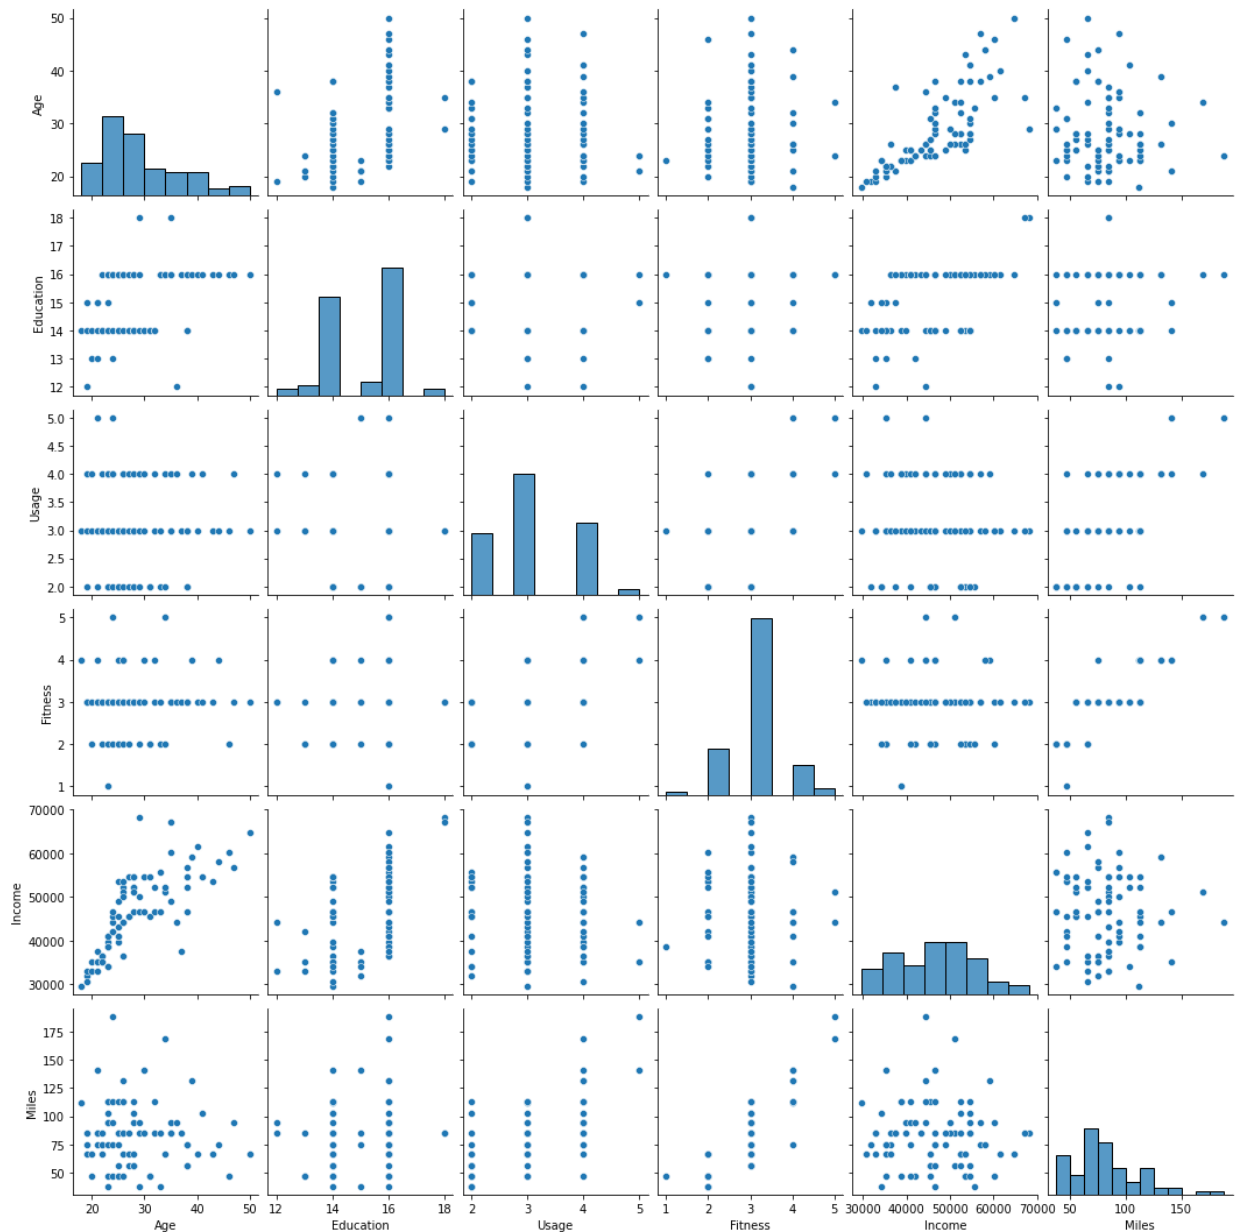 50
40
30
20
Age
18
17
16
15
14
13
12
Education
5.0
4.5
4.0
3.5
3.0
2.5
2.0
Usage
5
4
3
2
1
Fitness
70000
60000
50000
40000
30000
Income
175
150
125
100
75
50
Miles
20 30 40 50
12 14 16 18
2 3 4 5
1 2 3 4 5
30000 40000 50000 60000 70000
50 100 150
Age Education Usage Fitness Income Miles